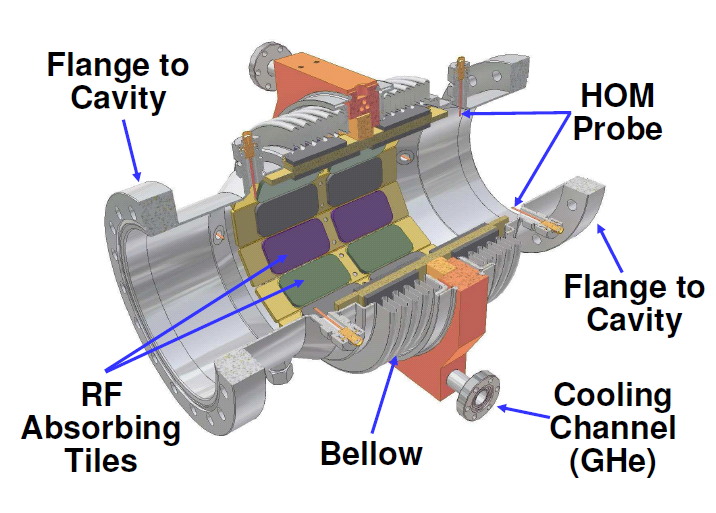 Flange to
Cavity
HOM
Probe
Flange to
Cavity
RF
Absorbing
Tiles
Bellow
Cooling
Channel
(GHe)